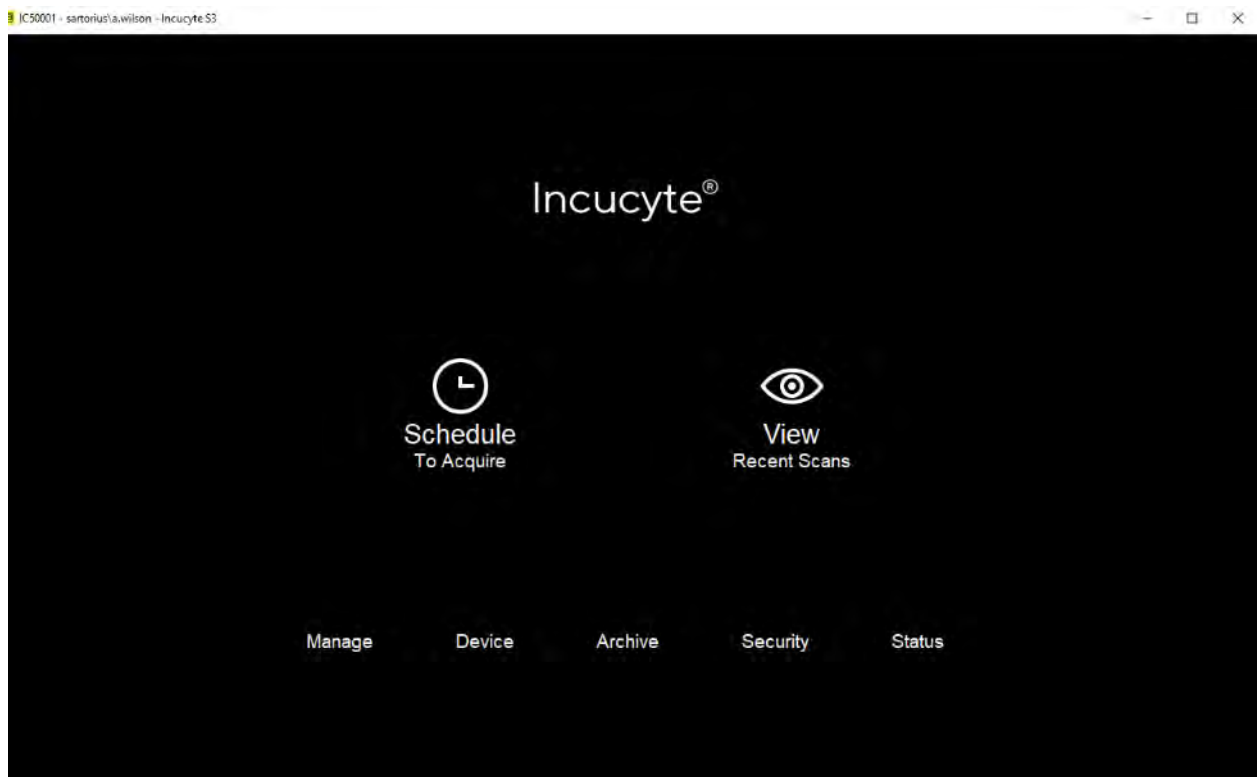 IC50001 - sartorius\a.wilson - Incucyte S3
Incucyte®
Schedule
To Acquire
View
Recent Scans
Manage Device Archive Security Status